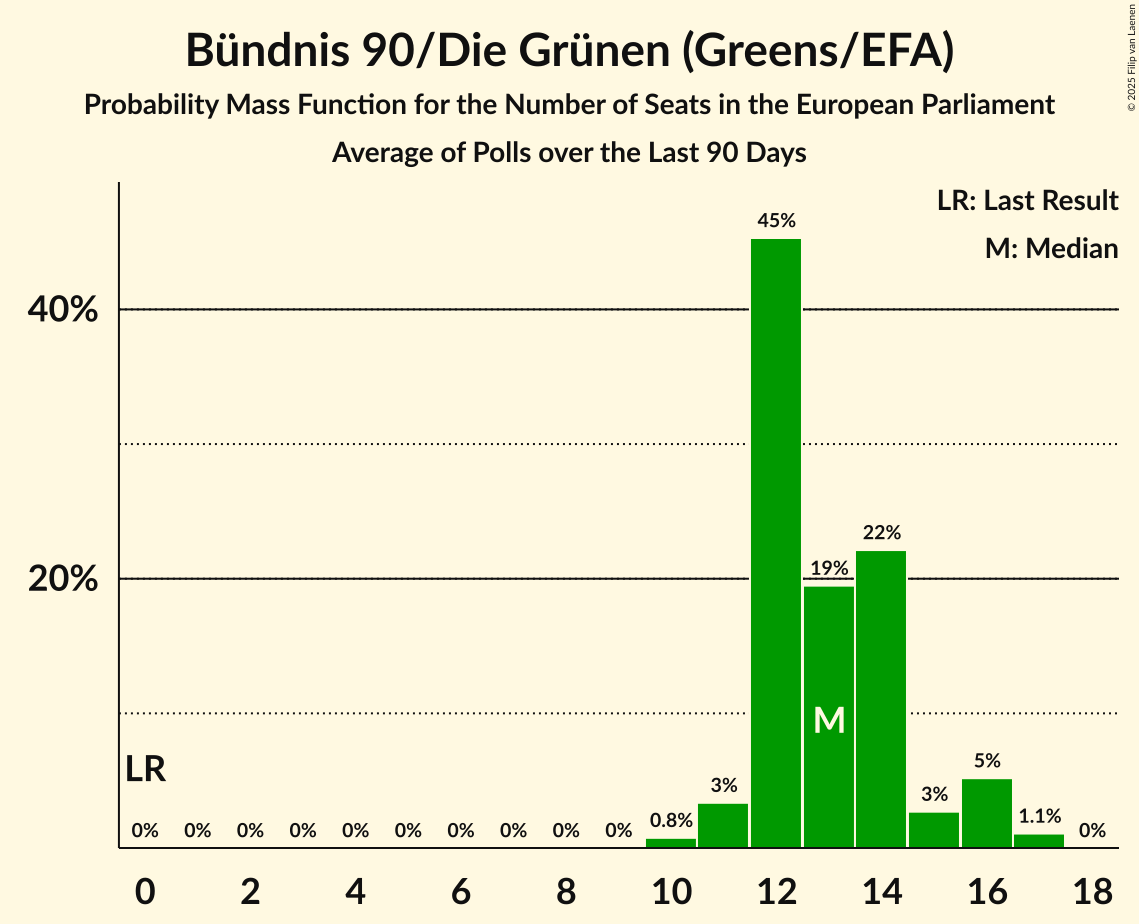 Bündnis 90/Die Grünen (Greens/EFA)
Probability Mass Function for the Number of Seats in the European Parliament
Average of Polls over the Last 90 Days
© 2025 Filip van Laenen
LR: Last Result
M: Median
45%
40%
22%
19%
20%
M
LR
5%
3%
3%
1.1%
0.8%
0% 0% 0% 0% 0% 0% 0% 0% 0% 0% 0%
0 2 4 6 8 10 12 14 16 18